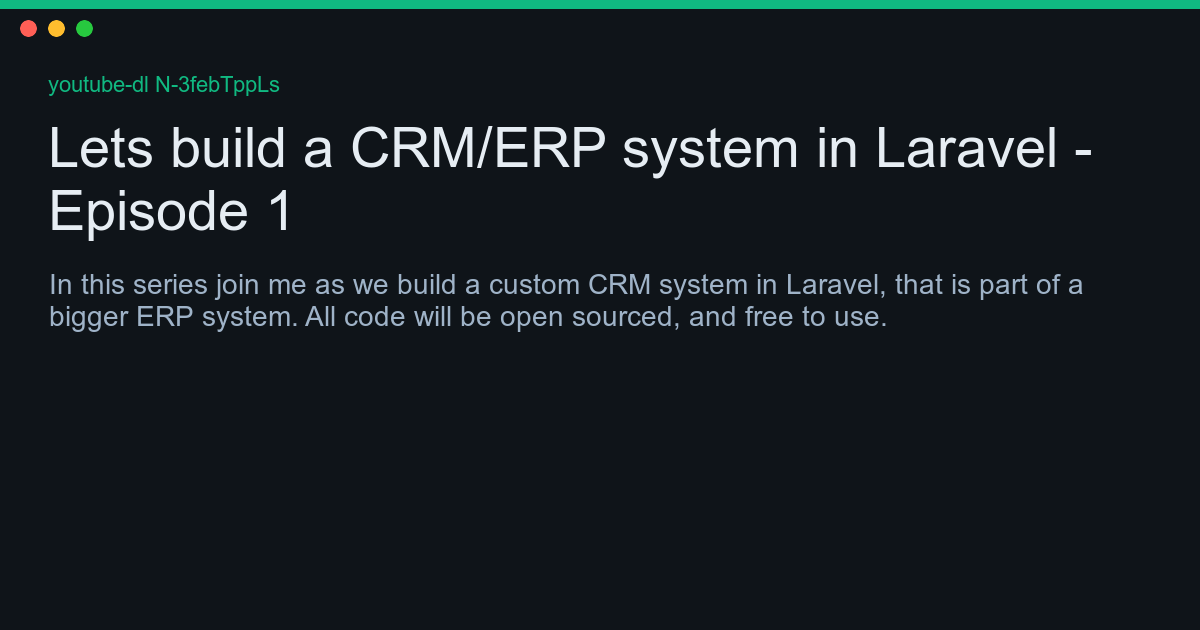 youtube-dl N-3febTppLs
Lets build a CRM/ERP system in Laravel -
Episode 1
In this series join me as we build a custom CRM system in Laravel, that is part of a
bigger ERP system. All code will be open sourced, and free to use.